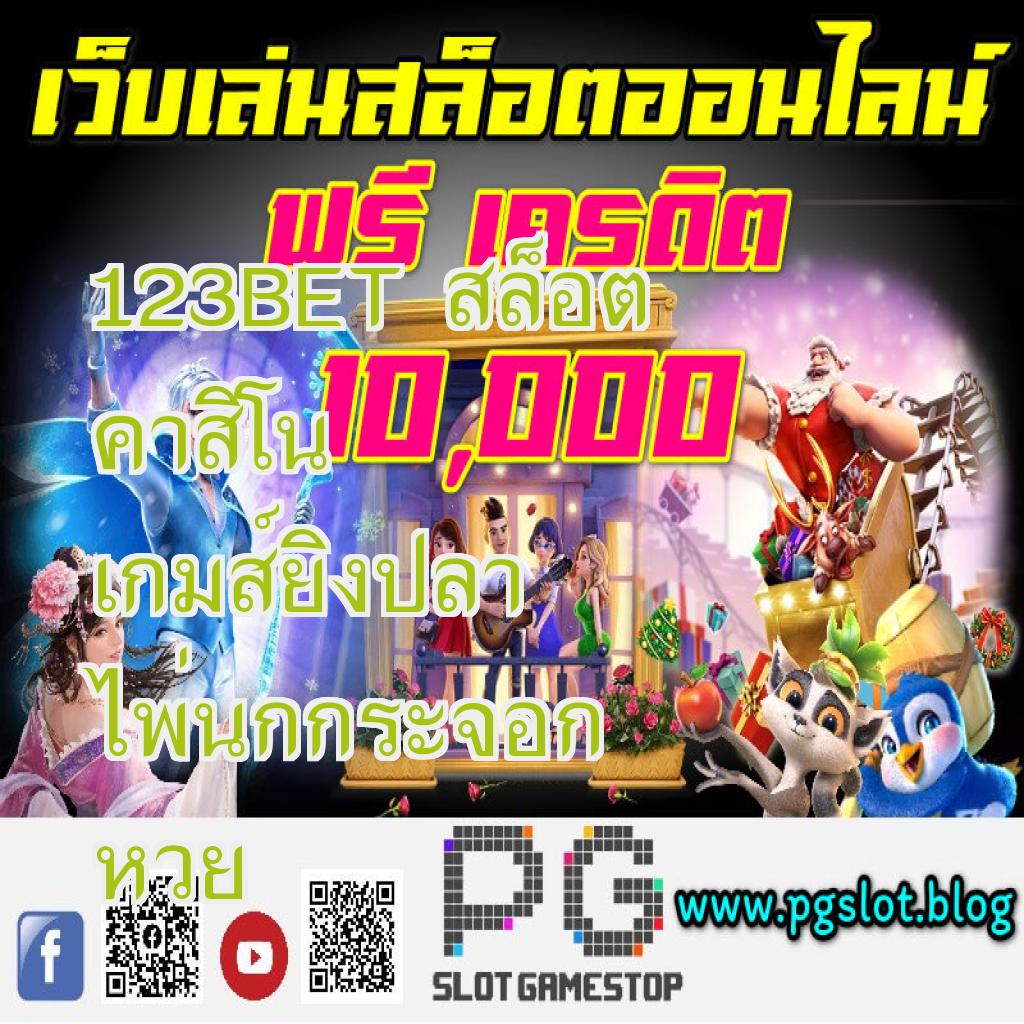 เว็บเล่นสล็อตออนไลน์
ฟรี เครดิต
123BET สล็อต
10,000
คาสิโน
เกมส์ยิงปลา
ไพ่นกกระจอก
หวย
PG
www.pgslot.blog
SLOT GAMESTOP